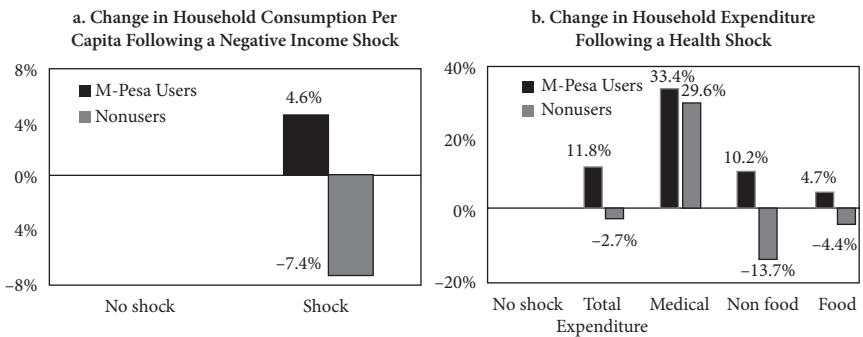 a. Change in Household Consumption Per
Capita Following a Negative Income Shock
8%
4%
0%
4%
–8%
M-Pesa Users
Nonusers
4.6%
–7.4%
No shock
Shock
b. Change in Household Expenditure
Following a Health Shock
40%
20%
0%
–20%
M-Pesa Users
Nonusers
11.8%
–2.7%
33.4%
29.6%
10.2%
–13.7%
4.7%
–4.4%
No shock
Total
Expenditure
Medical
Non food
Food